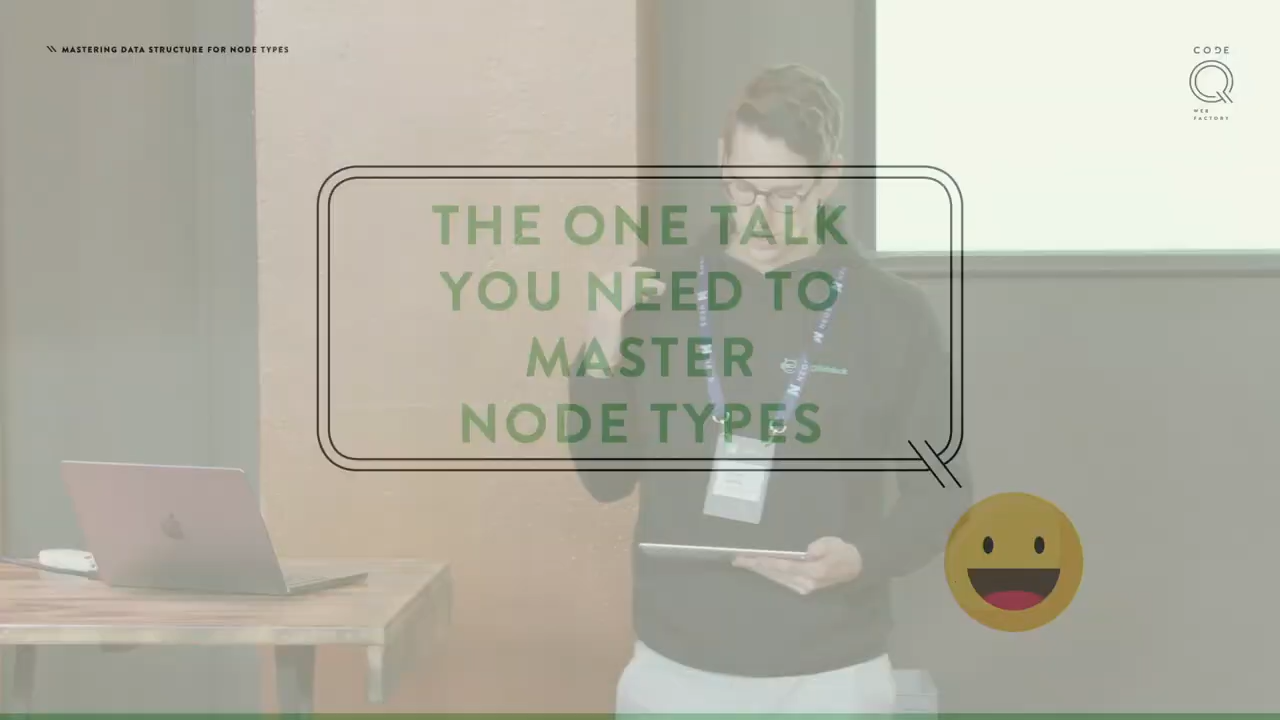 MASTERING DATA STRUCTURE FOR NODE TYPES
CODE
Q
WEB
FACTORY
THE ONE TALK
YOU NEED TO
MASTER
NODE TYPES